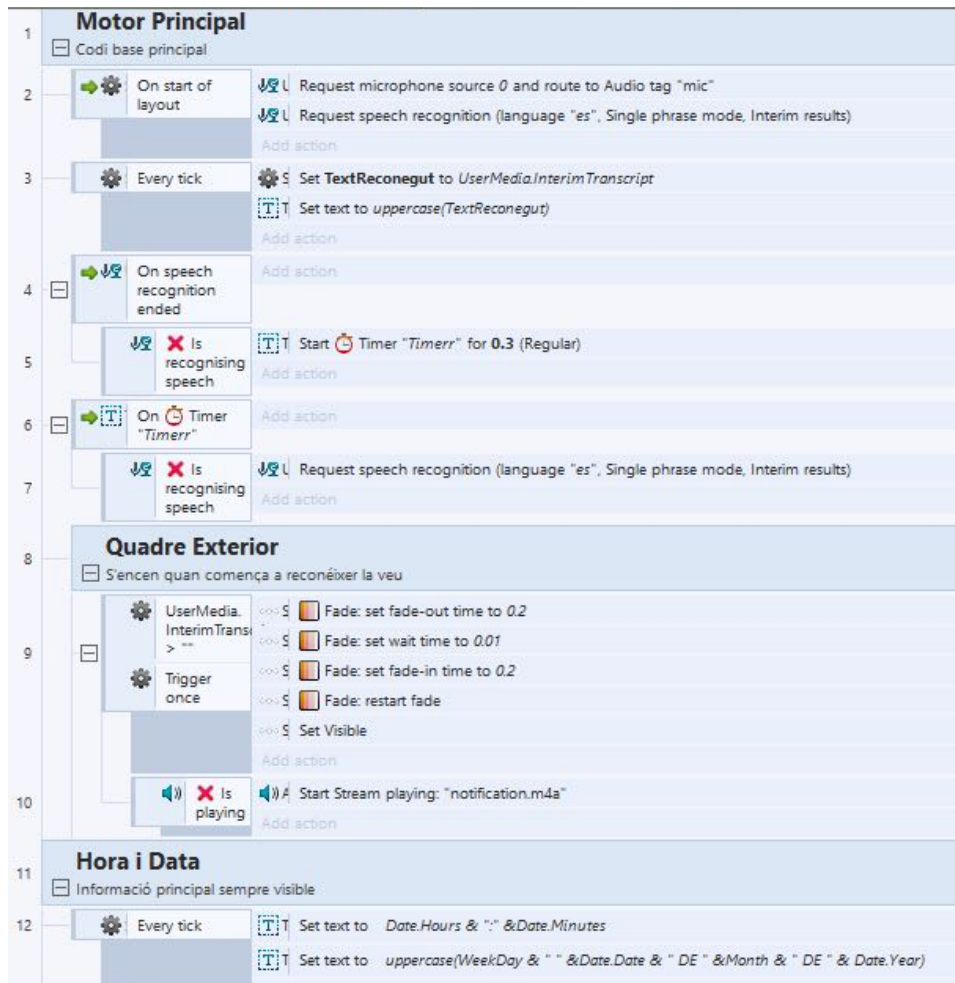 1
Motor Principal
Codi base principal
2
On start of
layout
Request microphone source 0 and route to Audio tag "mic"
Request speech recognition (language "es", Single phrase mode, Interim results)
Add action
3
Every tick
S Set TextReconegut to UserMedia.InterimTranscript
T Set text to uppercase(TextReconegut)
Add action
4
On speech
recognition
ended
Add action
5
Is
recognising
speech
T Start Timer "Timerr" for 0.3 (Regular)
Add action
6
On Timer
"Timerr"
Add action
7
Is
recognising
speech
Request speech recognition (language "es", Single phrase mode, Interim results)
Add action
8
Quadre Exterior
S'encen quan comença a reconéixer la veu
9
UserMedia.
InterimTransc
> ""
Trigger
once
S Fade: set fade-out time to 0.2
S Fade: set wait time to 0.01
S Fade: set fade-in time to 0.2
S Fade: restart fade
S Set Visible
Add action
10
Is
playing
A Start Stream playing: "notification.m4a"
Add action
11
Hora i Data
Informació principal sempre visible
12
Every tick
T Set text to Date.Hours & ":" &Date.Minutes
T Set text to uppercase(WeekDay & " " &Date.Date & " DE " &Month & " DE " & Date.Year)